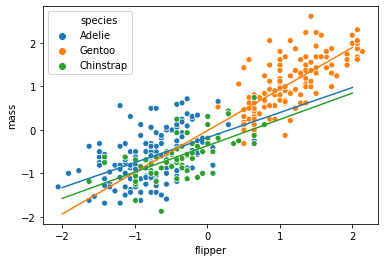 species
Adelie
Gentoo
Chinstrap
mass
2
1
0
−1
−2
−2
−1
0
1
2
flipper